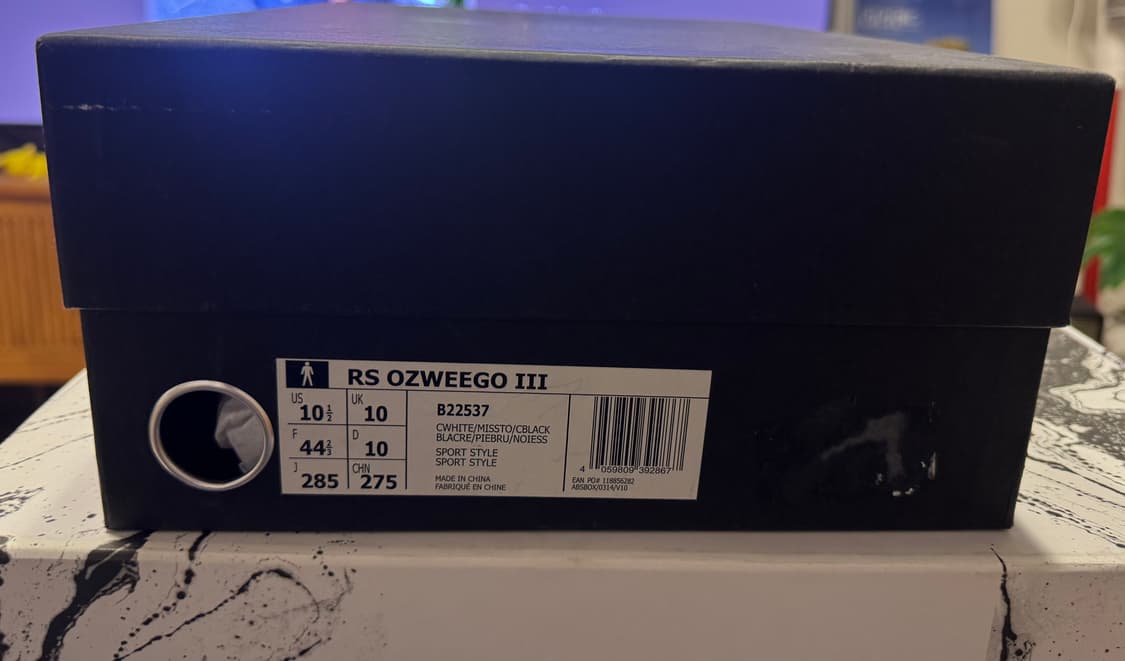 RS OZWEEGO III
US
10½
UK
10
F
44⅔
D
10
J
285
CHN
275
B22537
CWHITE/MISSTO/CBLACK
BLACRE/PIEBRU/NOIESS
SPORT STYLE
SPORT STYLE
MADE IN CHINA
FABRIQUÉ EN CHINE
4 059809 392867
EAN PO# 118856282
ABSBOX/0314/V10